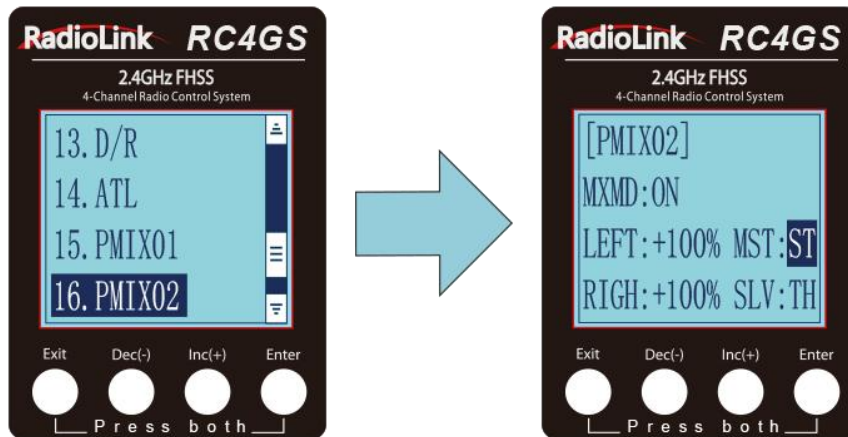 RadioLink RC4GS
2.4GHz FHSS
4-Channel Radio Control System
13. D/R
14. ATL
15. PMIX01
16. PMIX02
Exit Dec(-) Inc(+) Enter
Press both
RadioLink RC4GS
2.4GHz FHSS
4-Channel Radio Control System
[PMIX02]
MXMD:ON
LEFT:+100% MST:ST
RIGH:+100% SLV:TH
Exit Dec(-) Inc(+) Enter
Press both